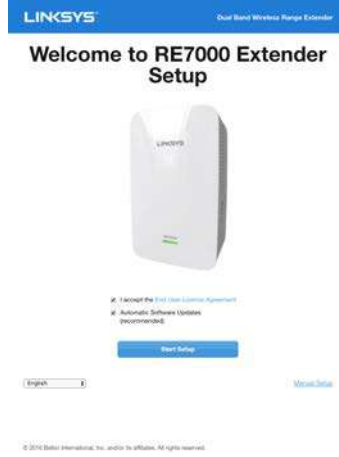 LINKSYS
Dual Band Wireless Range Extender
Welcome to RE7000 Extender
Setup
LINKSYS
I accept the End User License Agreement
Automatic Software Updates
(recommended)
Start Setup
English
Manual Setup
© 2016 Belkin International, Inc. and/or its affiliates. All rights reserved.